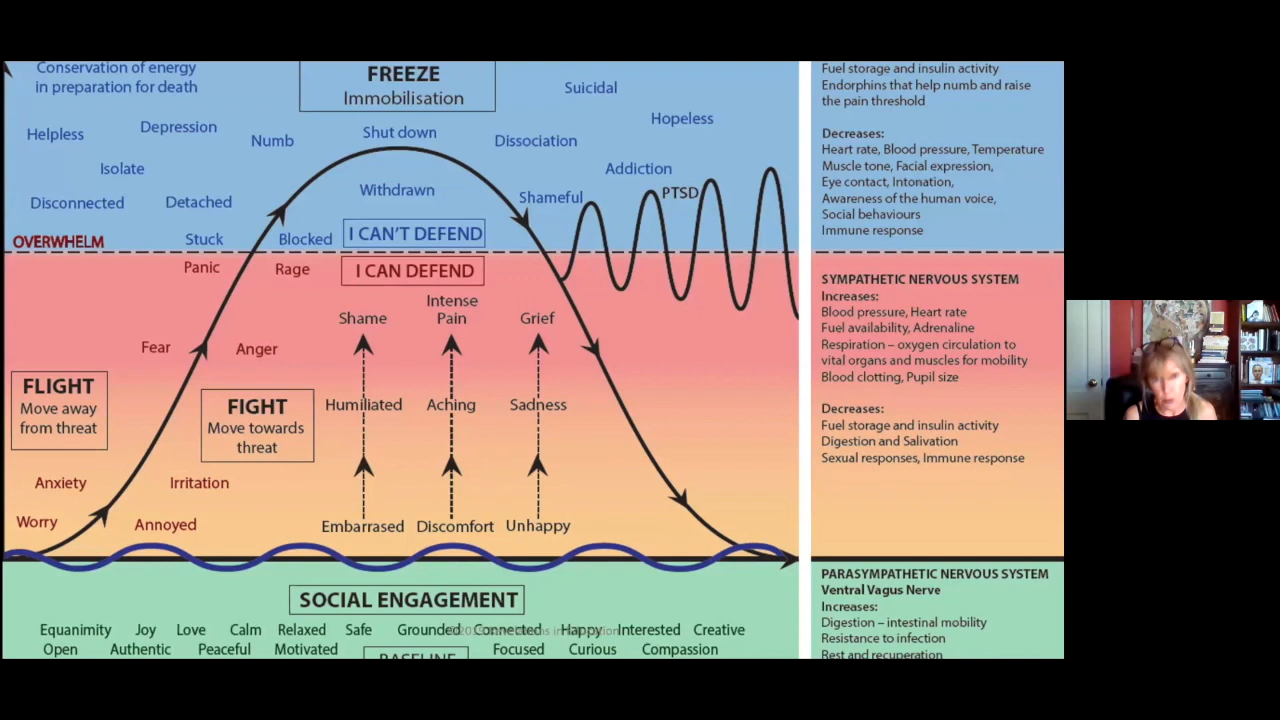 Conservation of energy
in preparation for death
FREEZE
Immobilisation
Suicidal
Hopeless
Helpless
Depression
Numb
Shut down
Dissociation
Isolate
Addiction
Withdrawn
Disconnected
Detached
Shameful
PTSD
OVERWHELM
Stuck
Blocked
I CAN'T DEFEND
Panic
Rage
I CAN DEFEND
Intense
Pain
Shame
Grief
Fear
Anger
FLIGHT
Move away
from threat
FIGHT
Move towards
threat
Humiliated
Aching
Sadness
Anxiety
Irritation
Worry
Annoyed
Embarrased
Discomfort
Unhappy
SOCIAL ENGAGEMENT
Equanimity Joy Love Calm Relaxed Safe Grounded Connected Happy Interested Creative
Open Authentic Peaceful Motivated Focused Curious Compassion
BASELINE
Fuel storage and insulin activity
Endorphins that help numb and raise
the pain threshold
Decreases:
Heart rate, Blood pressure, Temperature
Muscle tone, Facial expression,
Eye contact, Intonation,
Awareness of the human voice,
Social behaviours
Immune response
SYMPATHETIC NERVOUS SYSTEM
Increases:
Blood pressure, Heart rate
Fuel availability, Adrenaline
Respiration – oxygen circulation to
vital organs and muscles for mobility
Blood clotting, Pupil size
Decreases:
Fuel storage and insulin activity
Digestion and Salivation
Sexual responses, Immune response
PARASYMPATHETIC NERVOUS SYSTEM
Ventral Vagus Nerve
Increases:
Digestion – intestinal mobility
Resistance to infection
Rest and recuperation